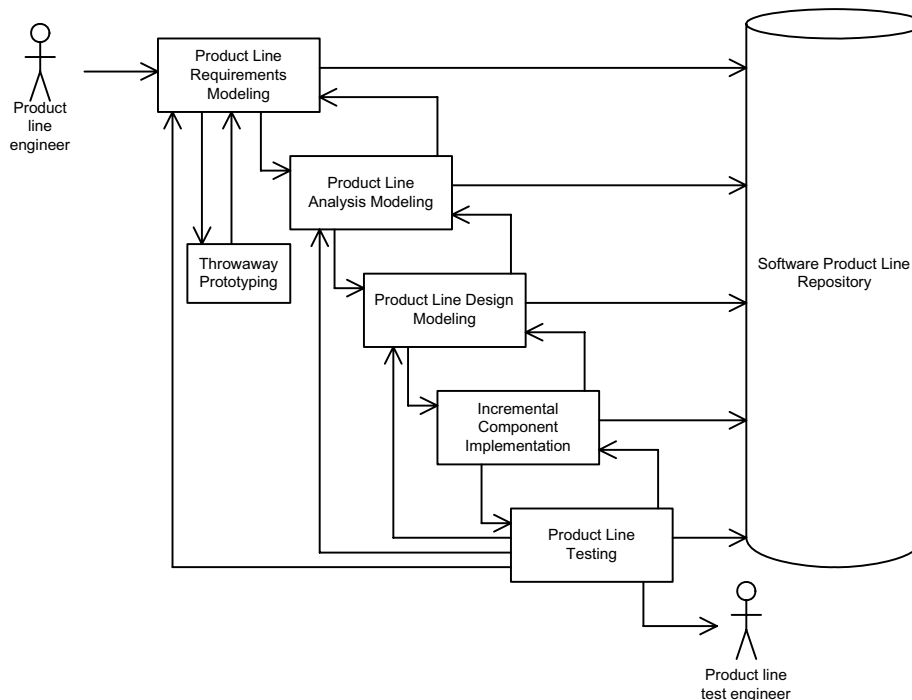 Product Line
Requirements
Modeling
Product
line
engineer
Product Line
Analysis Modeling
Throwaway
Prototyping
Software Product Line
Repository
Product Line Design
Modeling
Incremental
Component
Implementation
Product Line
Testing
Product line
test engineer